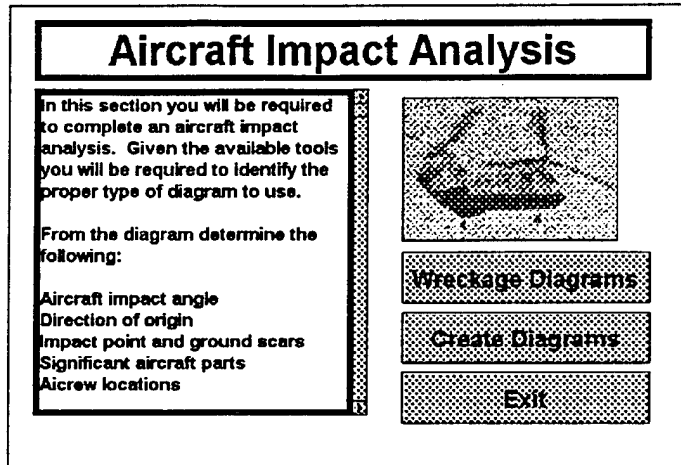 Aircraft Impact Analysis
In this section you will be required
to complete an aircraft impact
analysis. Given the available tools
you will be required to identify the
proper type of diagram to use.
From the diagram determine the
following:
Aircraft impact angle
Direction of origin
Impact point and ground scars
Significant aircraft parts
Aicrew locations
Wreckage Diagrams
Create Diagrams
Exit